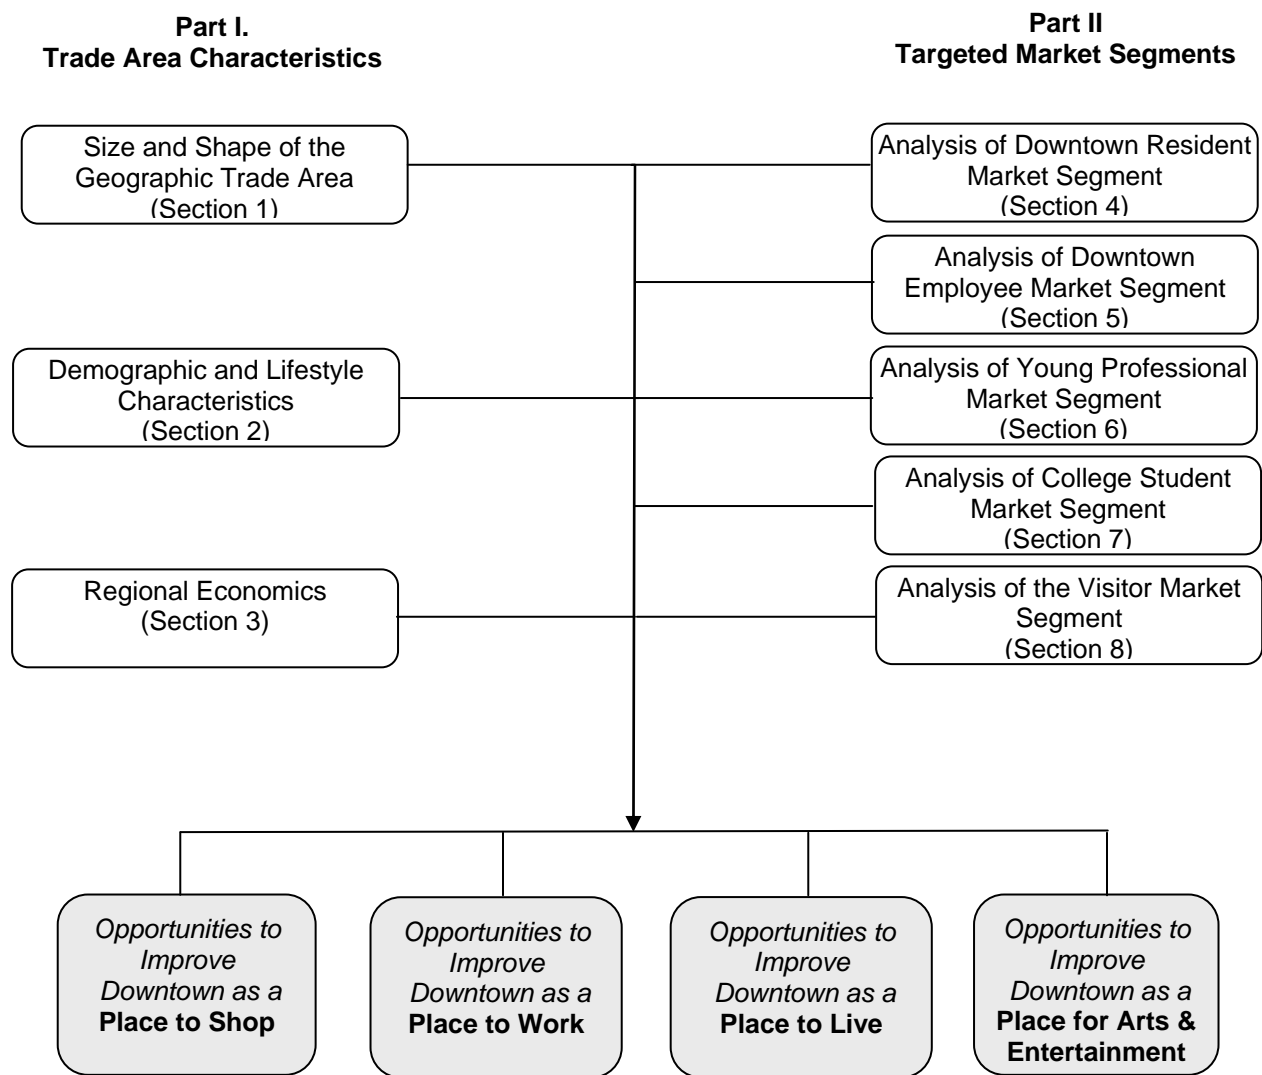 Part I.
Trade Area Characteristics
Part II
Targeted Market Segments
Size and Shape of the
Geographic Trade Area
(Section 1)
Demographic and Lifestyle
Characteristics
(Section 2)
Regional Economics
(Section 3)
Analysis of Downtown Resident
Market Segment
(Section 4)
Analysis of Downtown
Employee Market Segment
(Section 5)
Analysis of Young Professional
Market Segment
(Section 6)
Analysis of College Student
Market Segment
(Section 7)
Analysis of the Visitor Market
Segment
(Section 8)
Opportunities to
Improve
Downtown as a
Place to Shop
Opportunities to
Improve
Downtown as a
Place to Work
Opportunities to
Improve
Downtown as a
Place to Live
Opportunities to
Improve
Downtown as a
Place for Arts &
Entertainment